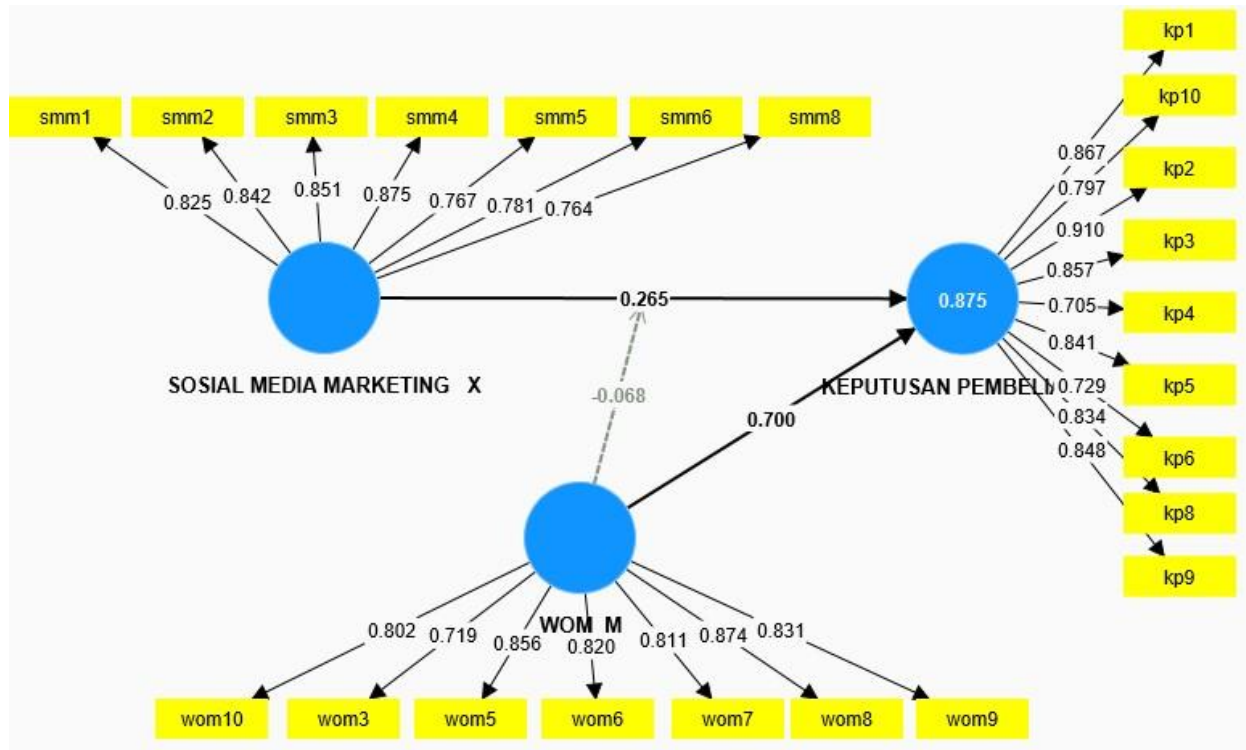 kp1
kp10
smm1 smm2 smm3 smm4 smm5 smm6 smm8
0.867
0.797
kp2
0.825 0.842 0.851 0.875 0.767 0.781 0.764
0.910
kp3
0.857
0.265
0.875
0.705
kp4
0.841
SOSIAL MEDIA MARKETING X
-0.068
KEPUTUSAN PEMBELI
0.729
kp5
0.834
0.700
0.848
kp6
kp8
kp9
WOM M
0.802 0.719 0.856 0.820 0.811 0.874 0.831
wom10 wom3 wom5 wom6 wom7 wom8 wom9